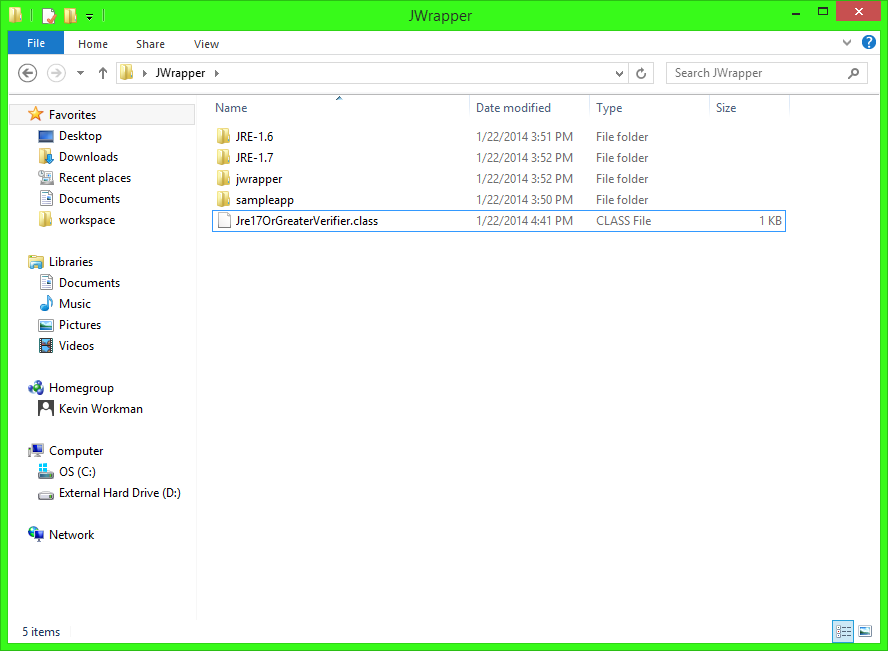 JWrapper
File Home Share View
JWrapper Search JWrapper
Name Date modified Type Size
Favorites
Desktop
Downloads
Recent places
Documents
workspace
Libraries
Documents
Music
Pictures
Videos
Homegroup
Kevin Workman
Computer
OS (C:)
External Hard Drive (D:)
Network
JRE-1.6 1/22/2014 3:51 PM File folder
JRE-1.7 1/22/2014 3:52 PM File folder
jwrapper 1/22/2014 3:52 PM File folder
sampleapp 1/22/2014 3:50 PM File folder
Jre17OrGreaterVerifier.class 1/22/2014 4:41 PM CLASS File 1 KB
5 items